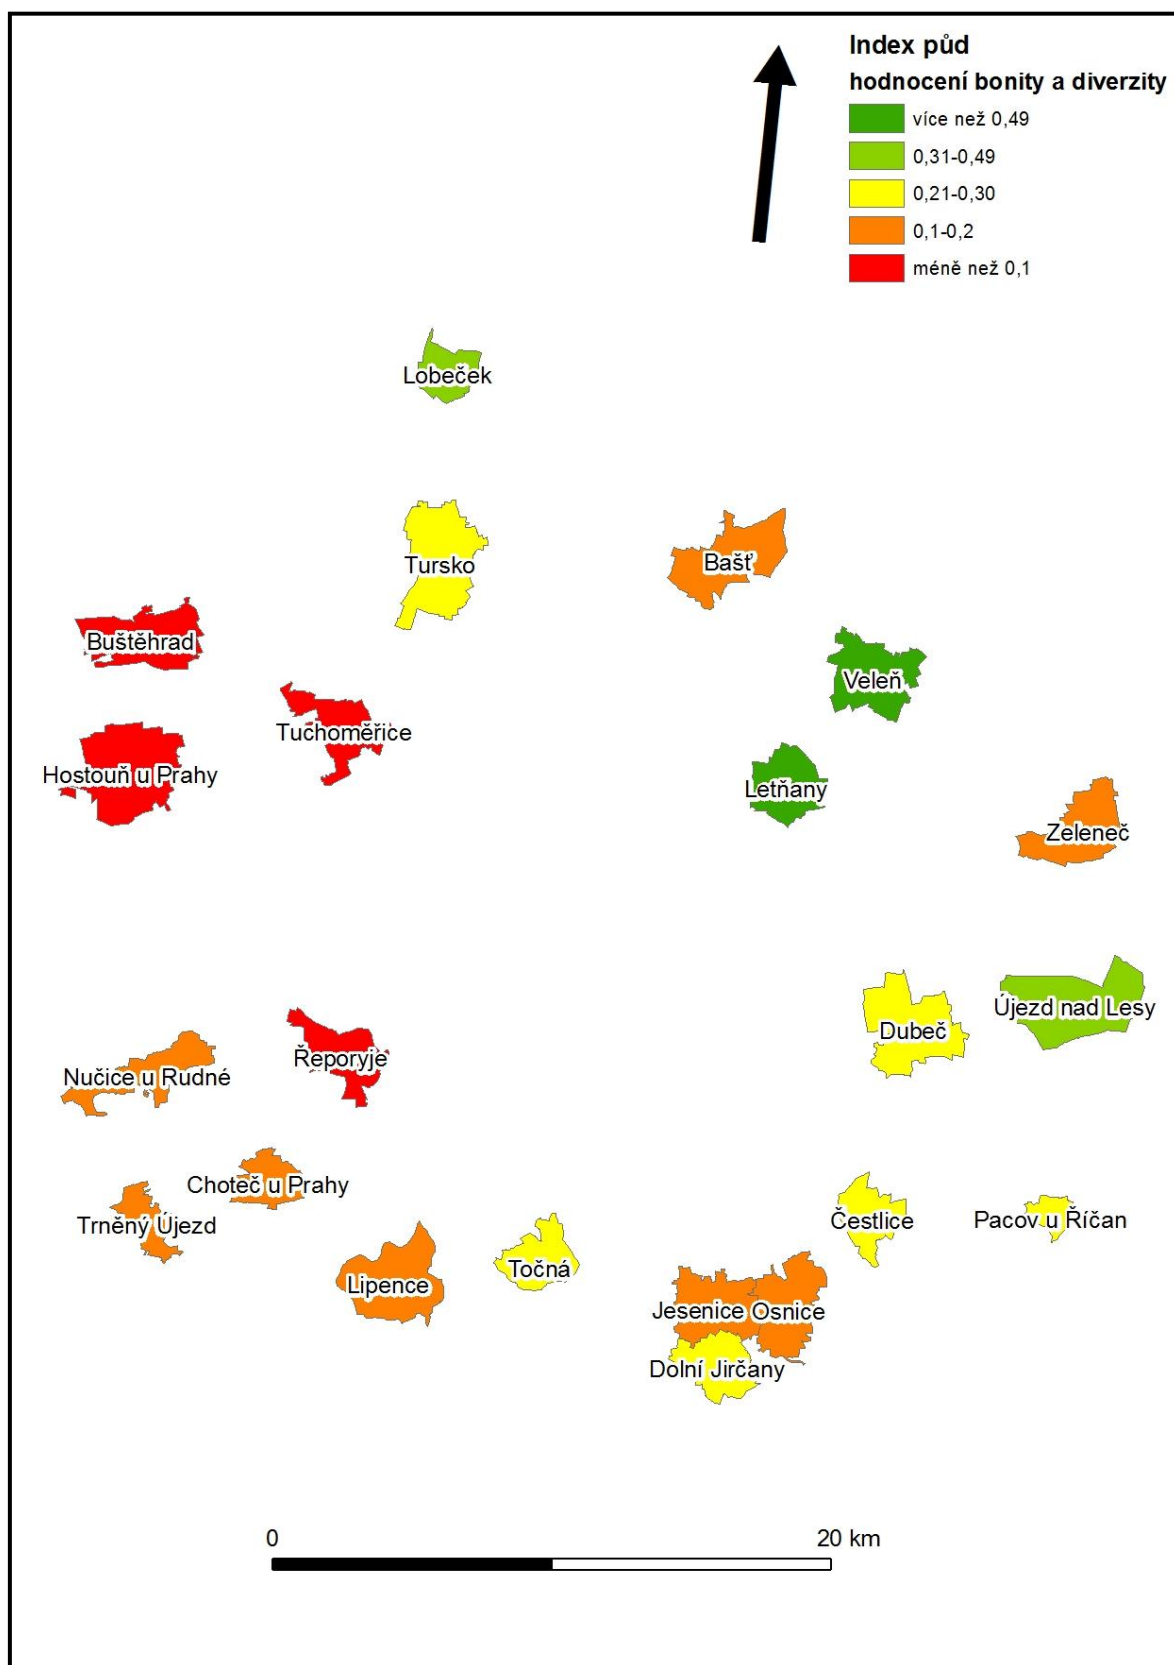 Index půd
hodnocení bonity a diverzity
více než 0,49
0,31-0,49
0,21-0,30
0,1-0,2
méně než 0,1
Lobeček
Tursko
Bašť
Buštěhrad
Veleň
Tuchoměřice
Hostouň u Prahy
Letňany
Zeleneč
Újezd nad Lesy
Dubeč
Řeporyje
Nučice u Rudné
Choteč u Prahy
Trněný Újezd
Čestlice
Pacov u Říčan
Točná
Lipence
Jesenice
Osnice
Dolní Jirčany
0
20 km